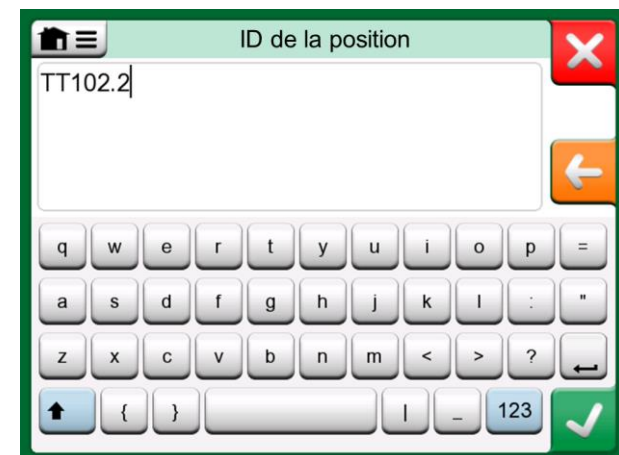 ID de la position
TT102.2
q w e r t y u i o p =
a s d f g h j k l : "
z x c v b n m < > ?
{ } | _ 123